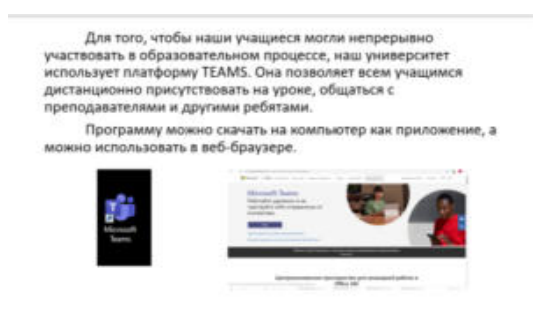 Для того, чтобы наши учащиеся могли непрерывно
участвовать в образовательном процессе, наш университет
использует платформу TEAMS. Она позволяет всем учащимся
дистанционно присутствовать на уроке, общаться с
преподавателями и другими ребятами.
Программу можно скачать на компьютер как приложение, а
можно использовать в веб-браузере.
Microsoft
Teams
Microsoft Teams
Office 365